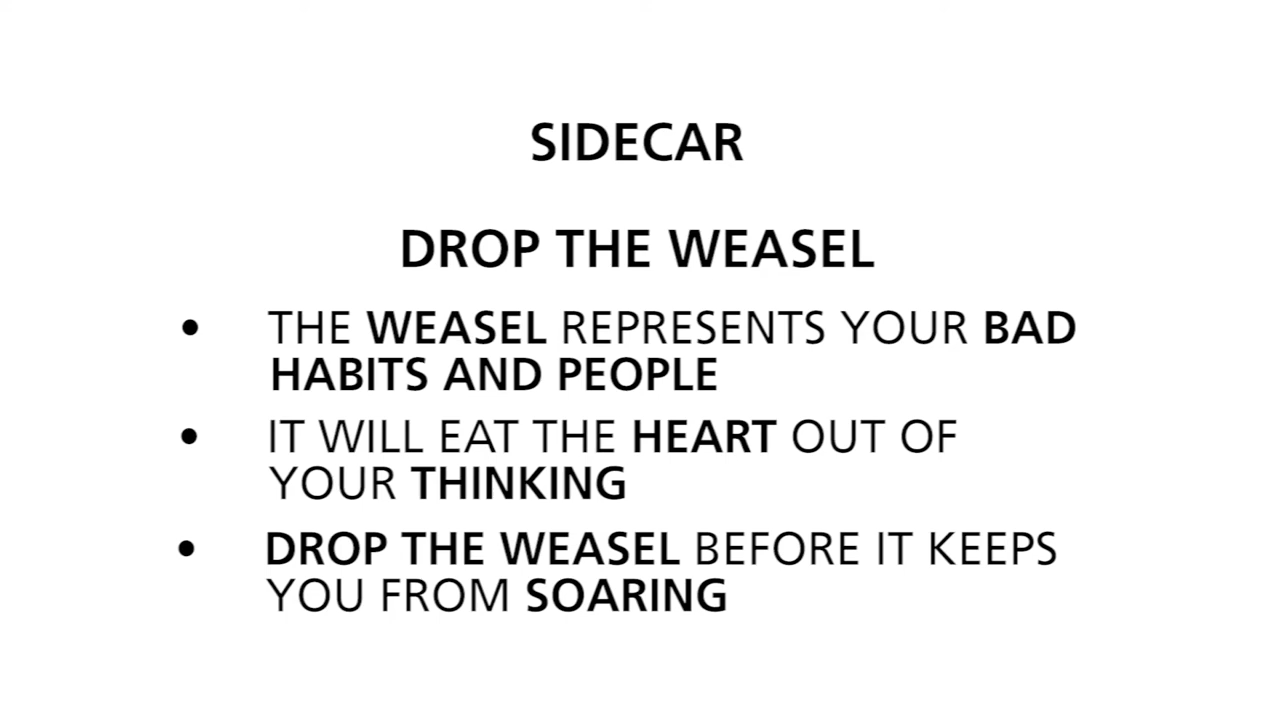 SIDECAR
DROP THE WEASEL
• THE WEASEL REPRESENTS YOUR BAD
HABITS AND PEOPLE
• IT WILL EAT THE HEART OUT OF
YOUR THINKING
• DROP THE WEASEL BEFORE IT KEEPS
YOU FROM SOARING